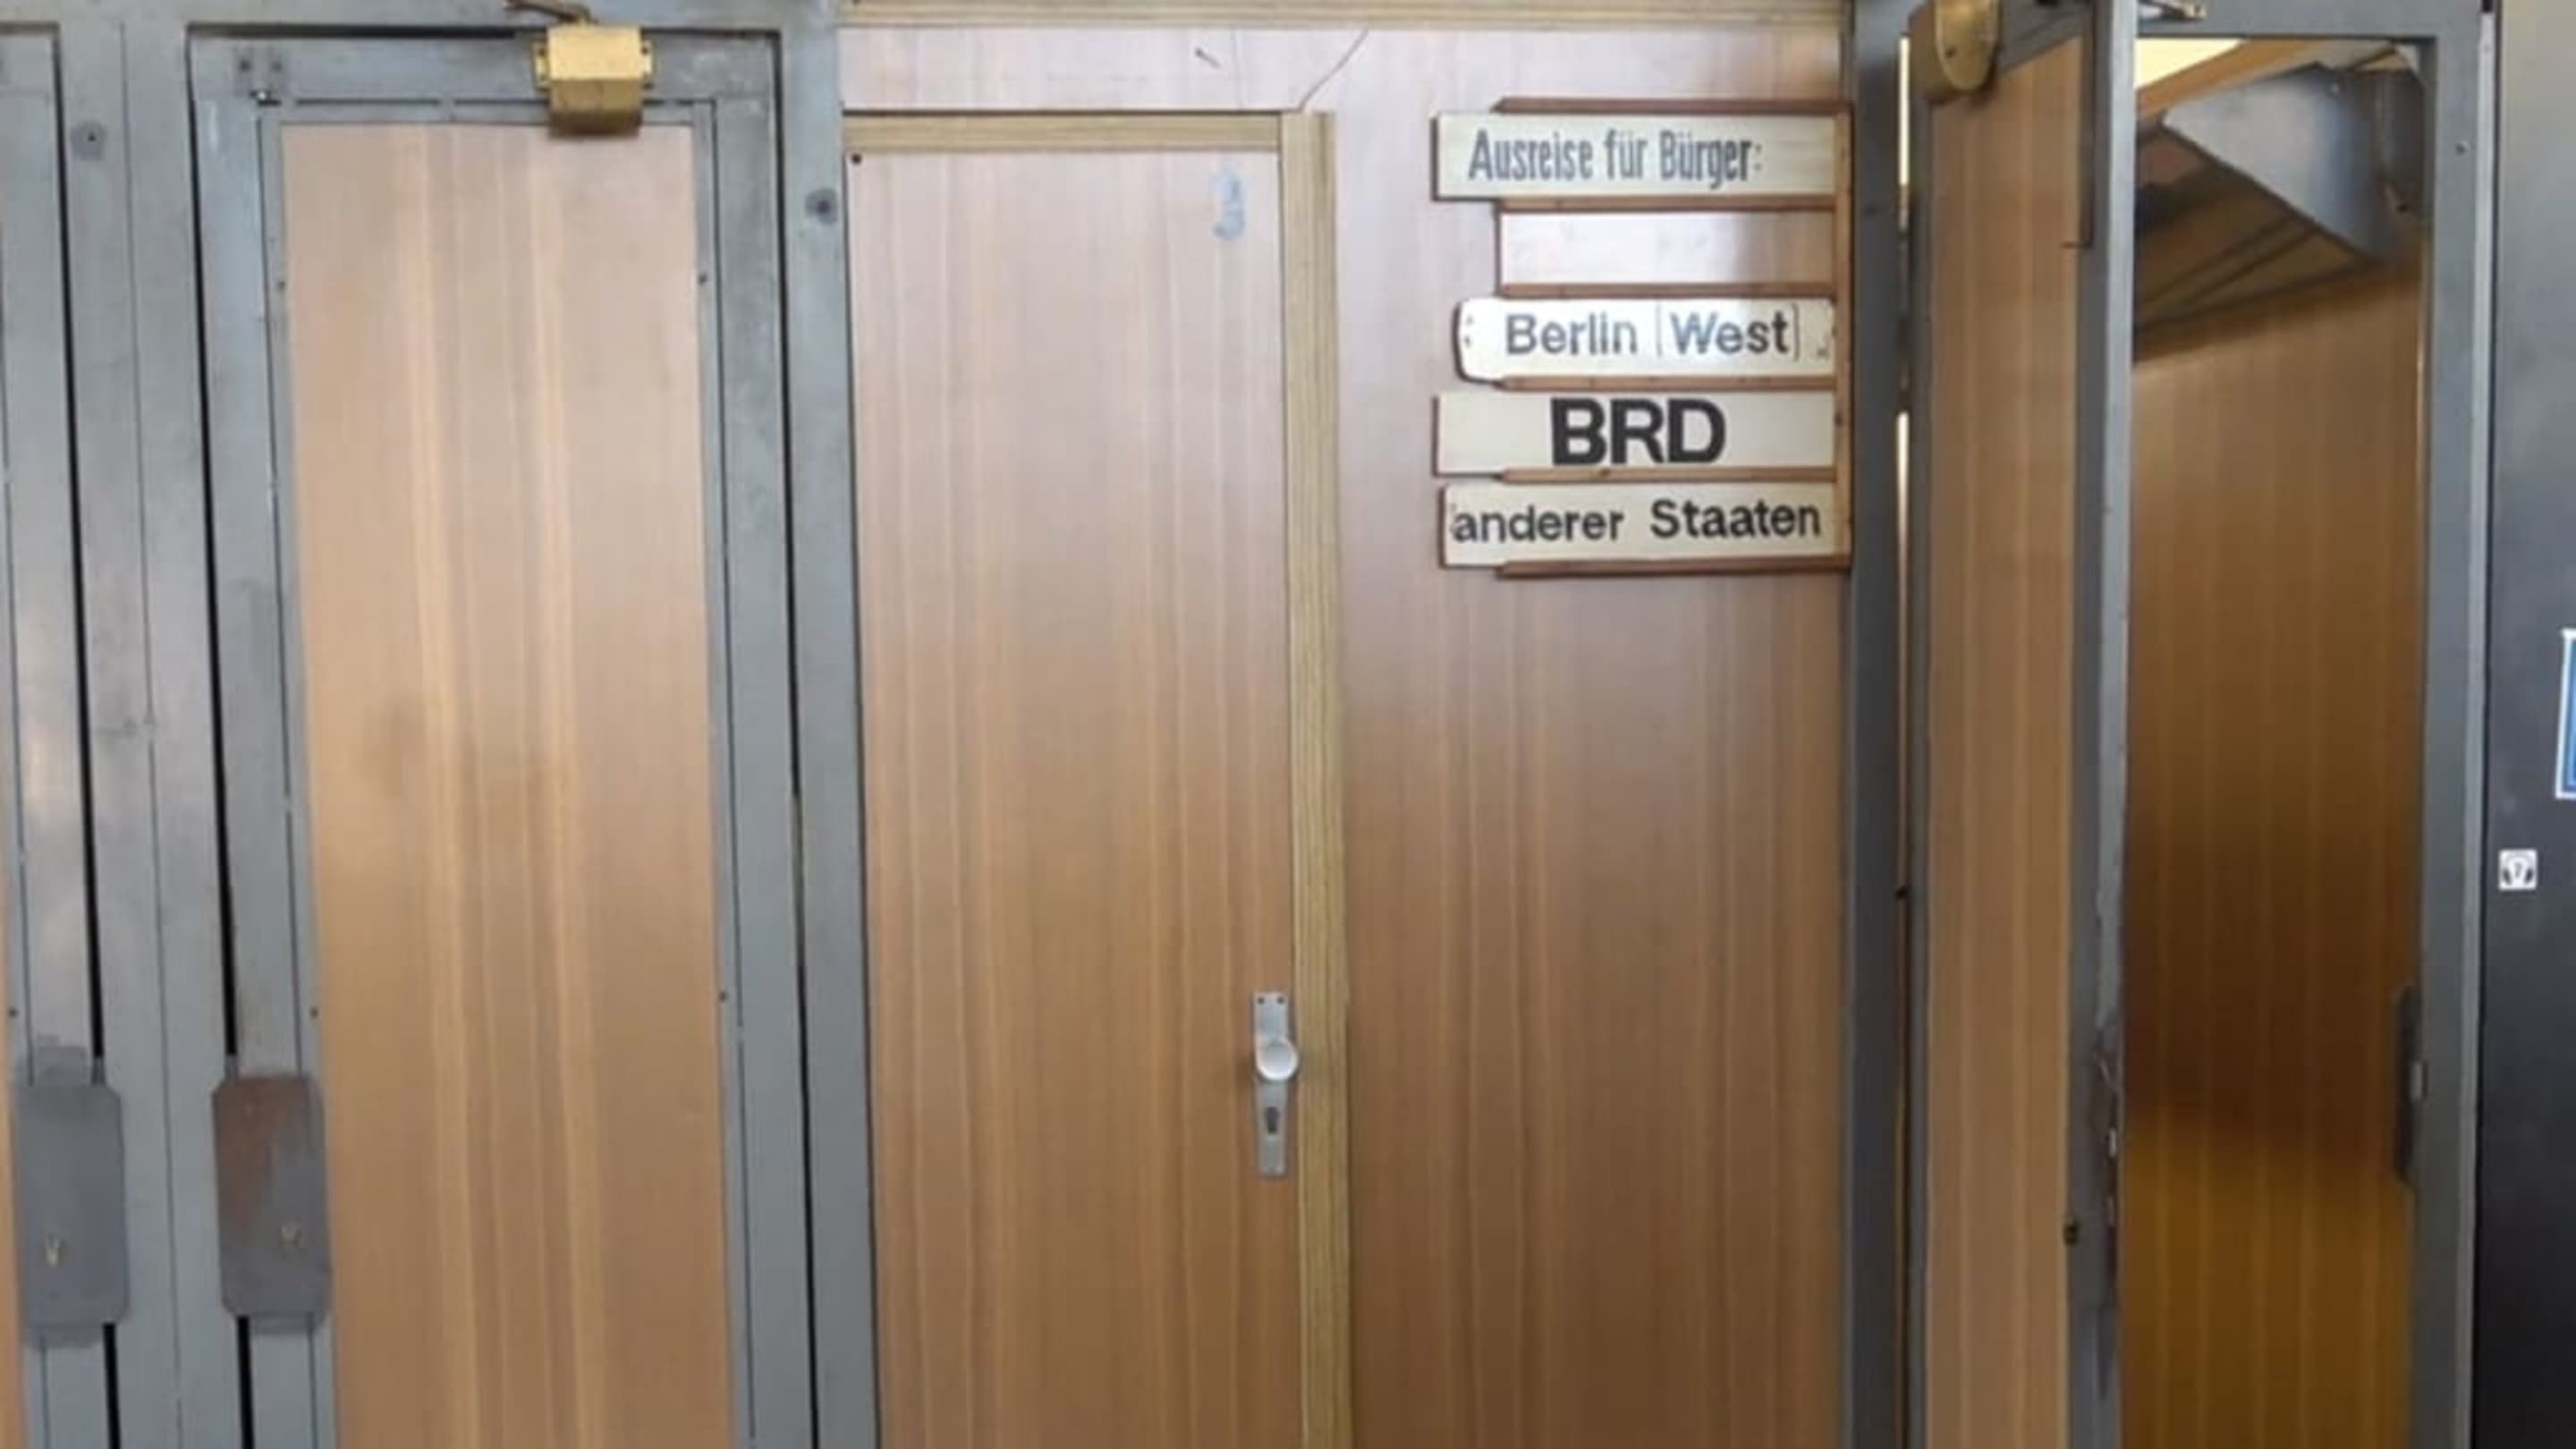 Ausreise für Bürger:
Berlin (West)
BRD
anderer Staaten